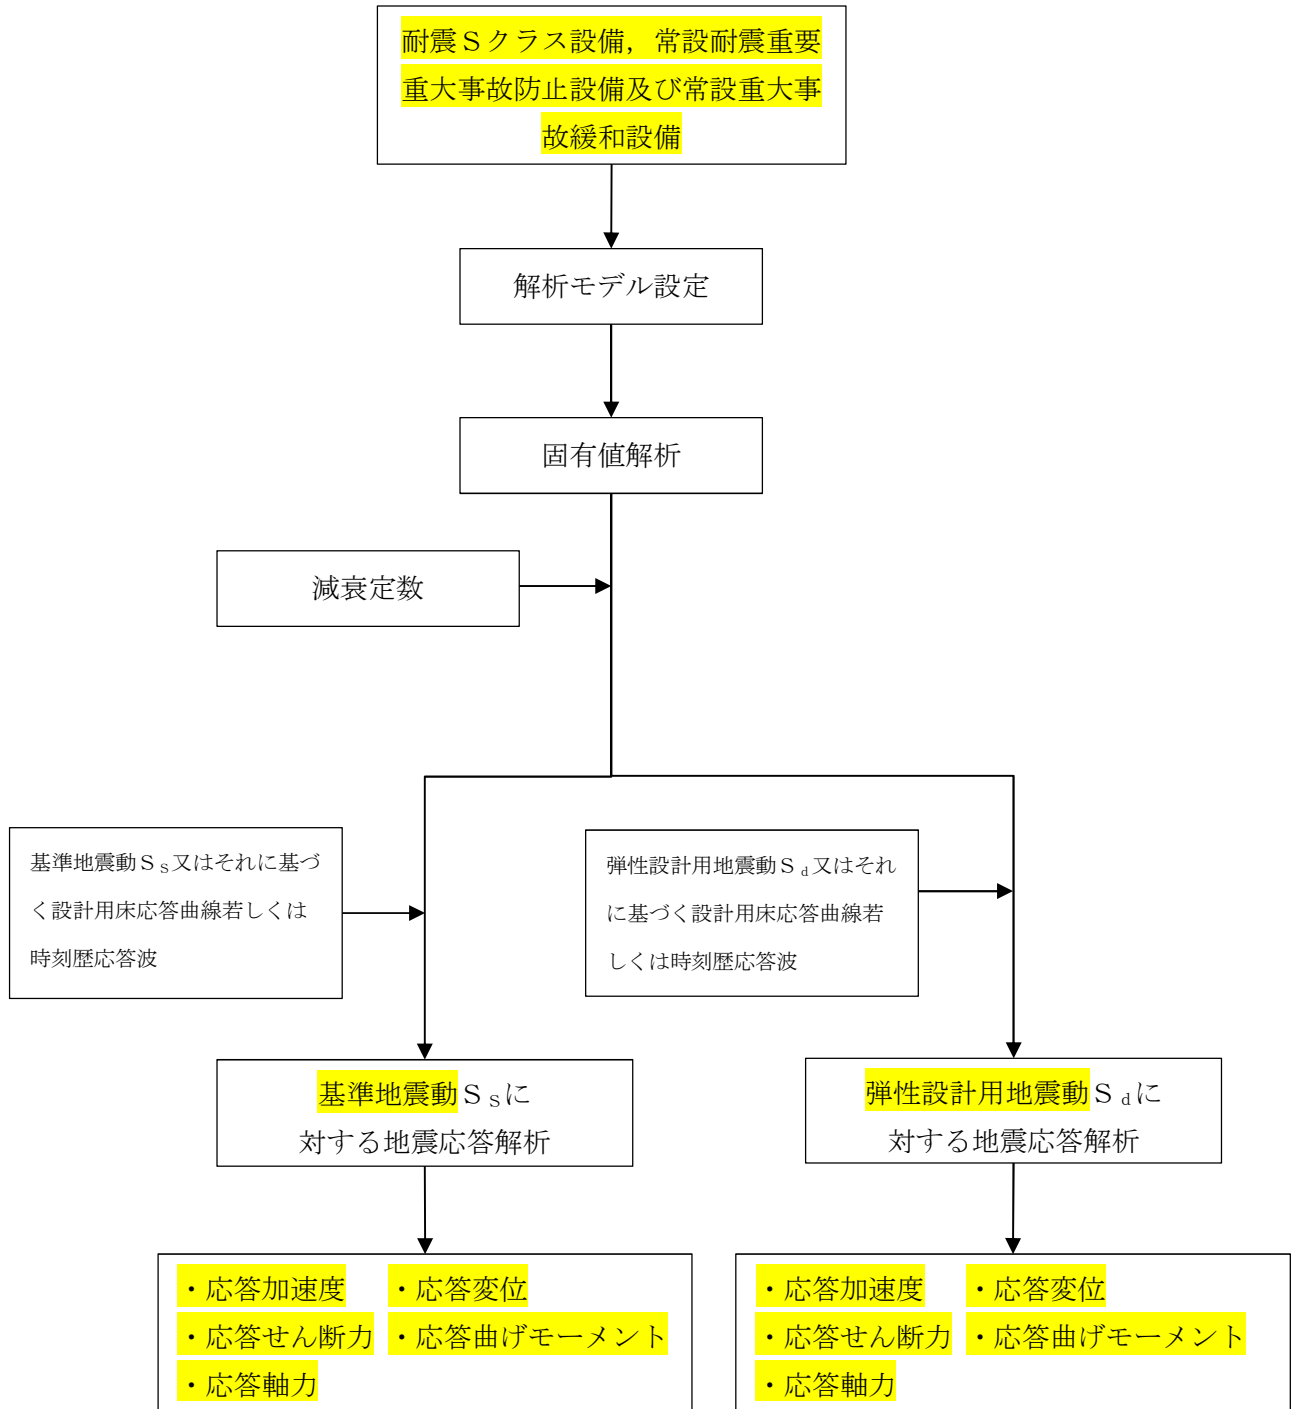 耐震Ｓクラス設備，常設耐震重要
重大事故防止設備及び常設重大事
故緩和設備
解析モデル設定
固有値解析
減衰定数
基準地震動Ｓｓ又はそれに基づ
く設計用床応答曲線若しくは
時刻歴応答波
弾性設計用地震動Ｓｄ又はそれ
に基づく設計用床応答曲線若
しくは時刻歴応答波
基準地震動Ｓｓに
対する地震応答解析
弾性設計用地震動Ｓｄに
対する地震応答解析
・応答加速度　・応答変位
・応答せん断力　・応答曲げモーメント
・応答軸力
・応答加速度　・応答変位
・応答せん断力　・応答曲げモーメント
・応答軸力